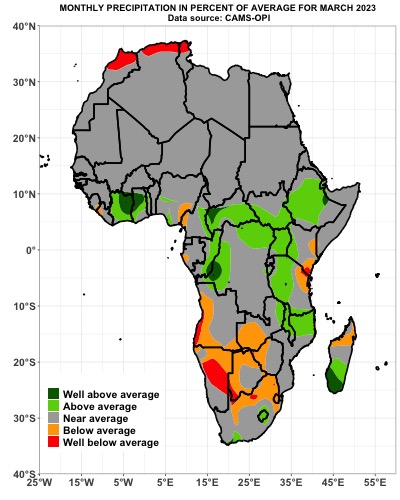 MONTHLY PRECIPITATION IN PERCENT OF AVERAGE FOR MARCH 2023
Data source: CAMS-OPI
40°N
30°N
20°N
10°N
0°
10°S
20°S
30°S
40°S
Well above average
Above average
Near average
Below average
Well below average
25°W 15°W 5°W 5°E 15°E 25°E 35°E 45°E 55°E